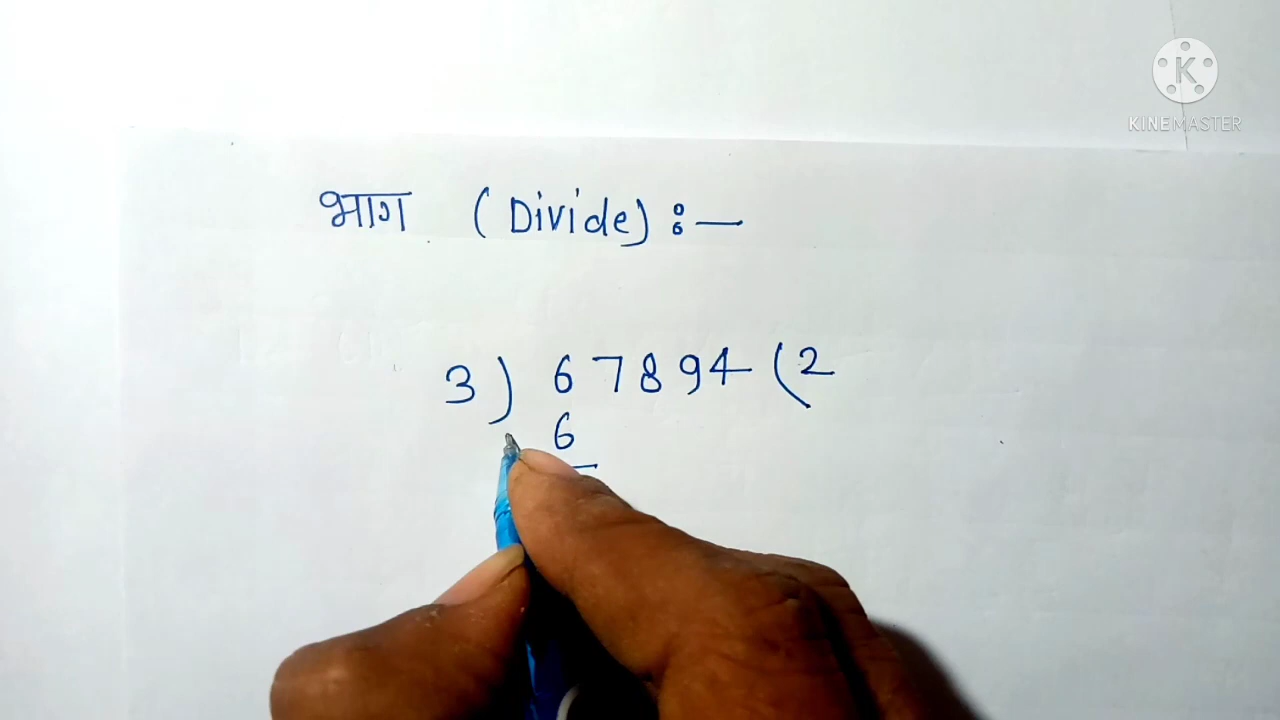 KINEMASTER
भाग (Divide) :—
3) 67894 (2
6